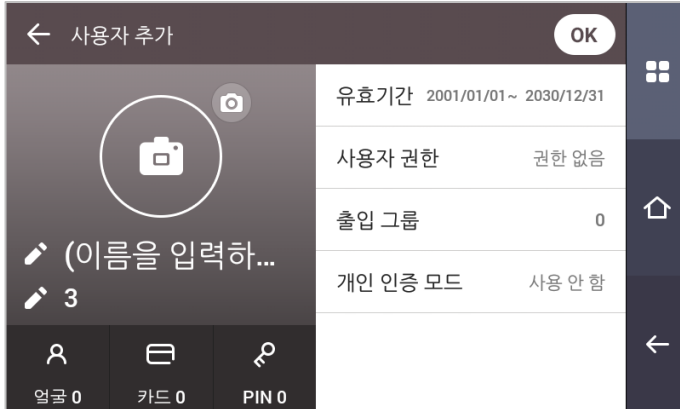 사용자 추가
OK
유효기간 2001/01/01~ 2030/12/31
사용자 권한 권한 없음
출입 그룹 0
개인 인증 모드 사용 안 함
(이름을 입력하...
3
얼굴 0 카드 0 PIN 0